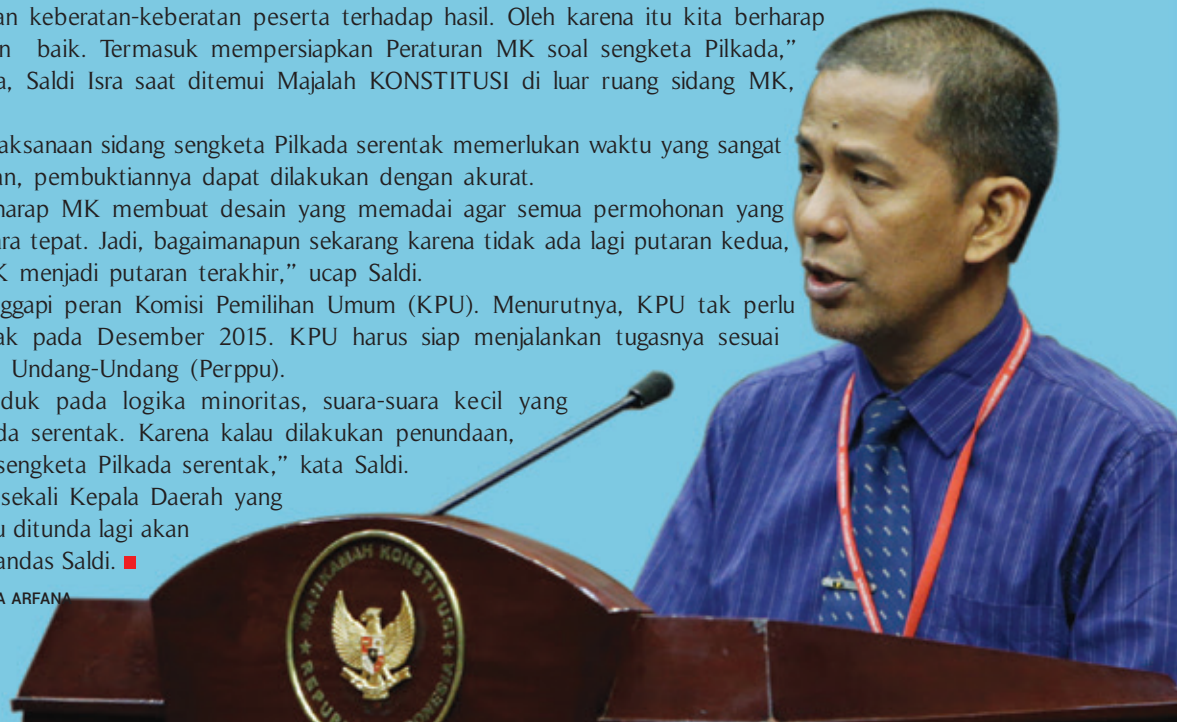 an keberatan-keberatan peserta terhadap hasil. Oleh karena itu kita berharap
n baik. Termasuk mempersiapkan Peraturan MK soal sengketa Pilkada,”
a, Saldi Isra saat ditemui Majalah KONSTITUSI di luar ruang sidang MK,
aksanaan sidang sengketa Pilkada serentak memerlukan waktu yang sangat
an, pembuktiannya dapat dilakukan dengan akurat.
harap MK membuat desain yang memadai agar semua permohonan yang
ara tepat. Jadi, bagaimanapun sekarang karena tidak ada lagi putaran kedua,
K menjadi putaran terakhir,” ucap Saldi.
nggapi peran Komisi Pemilihan Umum (KPU). Menurutnya, KPU tak perlu
ak pada Desember 2015. KPU harus siap menjalankan tugasnya sesuai
Undang-Undang (Perppu).
duk pada logika minoritas, suara-suara kecil yang
da serentak. Karena kalau dilakukan penundaan,
sengketa Pilkada serentak,” kata Saldi.
sekali Kepala Daerah yang
u ditunda lagi akan
andas Saldi.
A ARFANA
MAHKAMAH KONSTITUSI